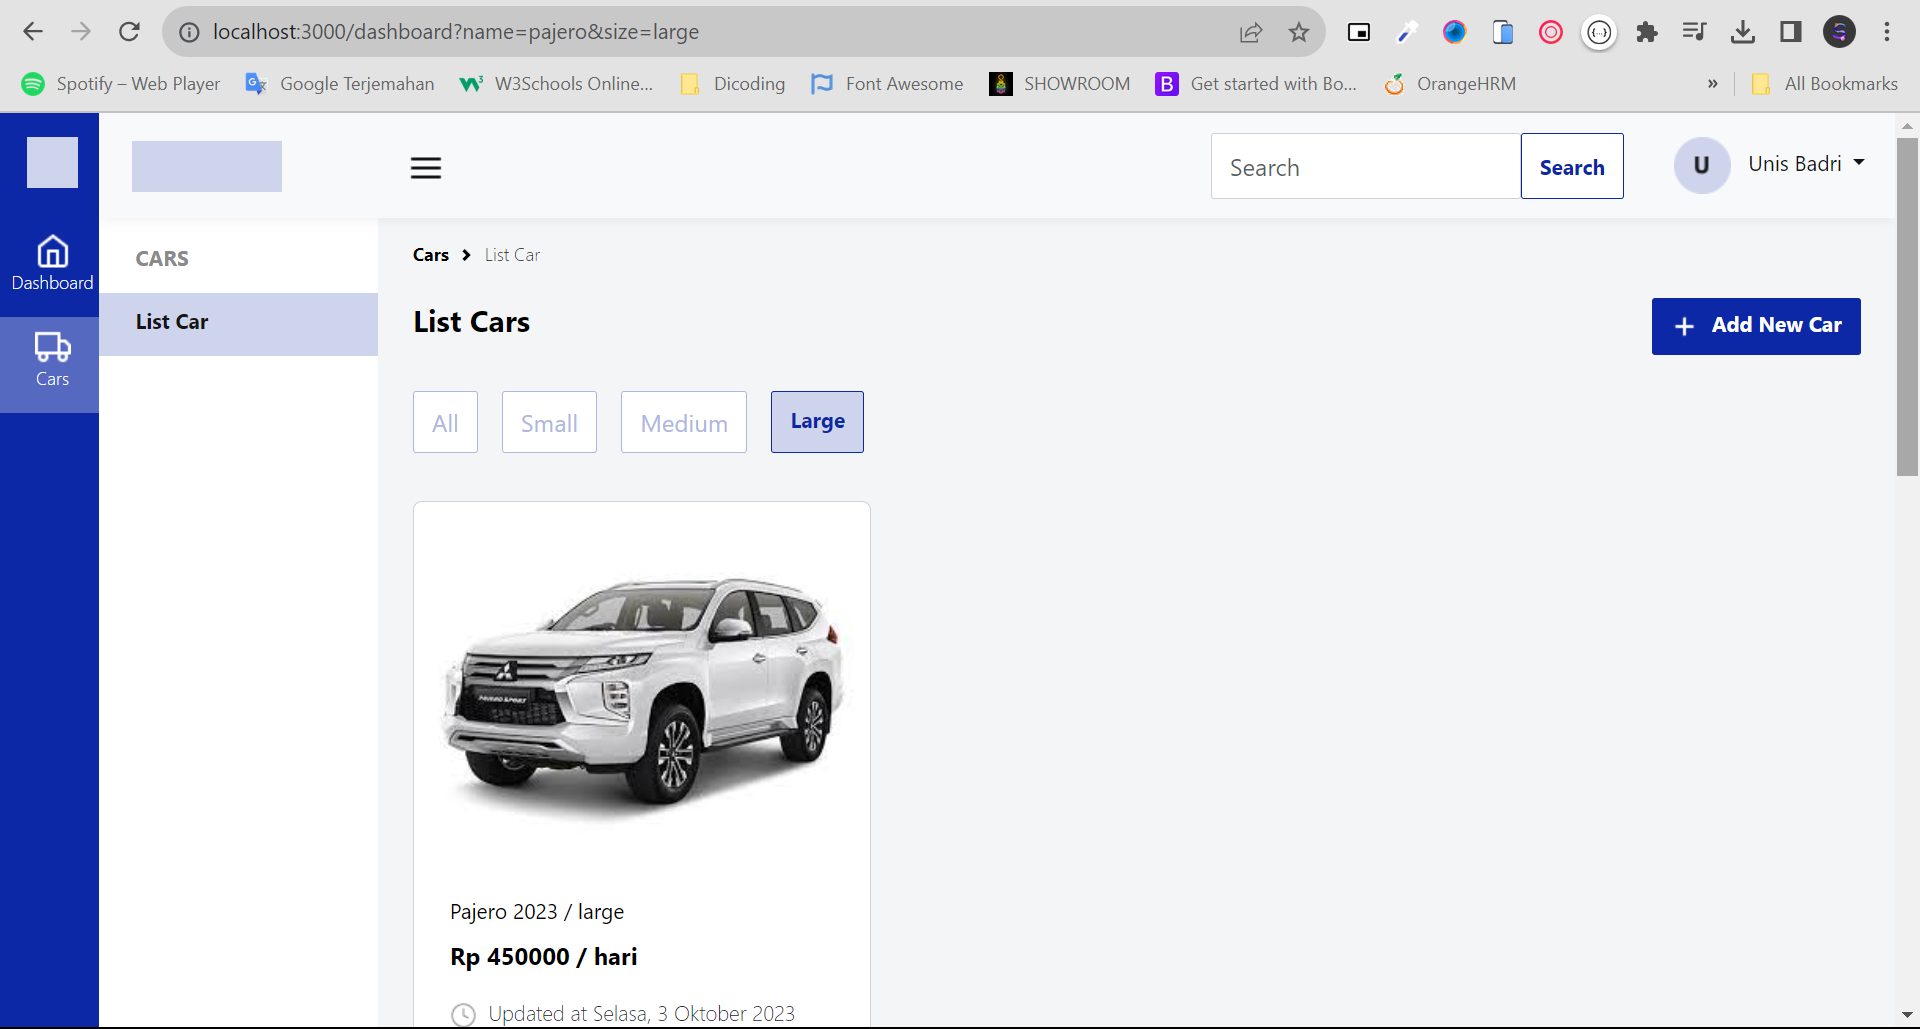 localhost:3000/dashboard?name=pajero&size=large
Spotify – Web Player
Google Terjemahan
W3Schools Online...
Dicoding
Font Awesome
SHOWROOM
B
Get started with Bo...
OrangeHRM
»
All Bookmarks
Search
Search
U
Unis Badri
Dashboard
Cars
CARS
List Car
Cars
List Car
List Cars
+ Add New Car
All
Small
Medium
Large
PAJERO SPORT
Pajero 2023 / large
Rp 450000 / hari
Updated at Selasa, 3 Oktober 2023